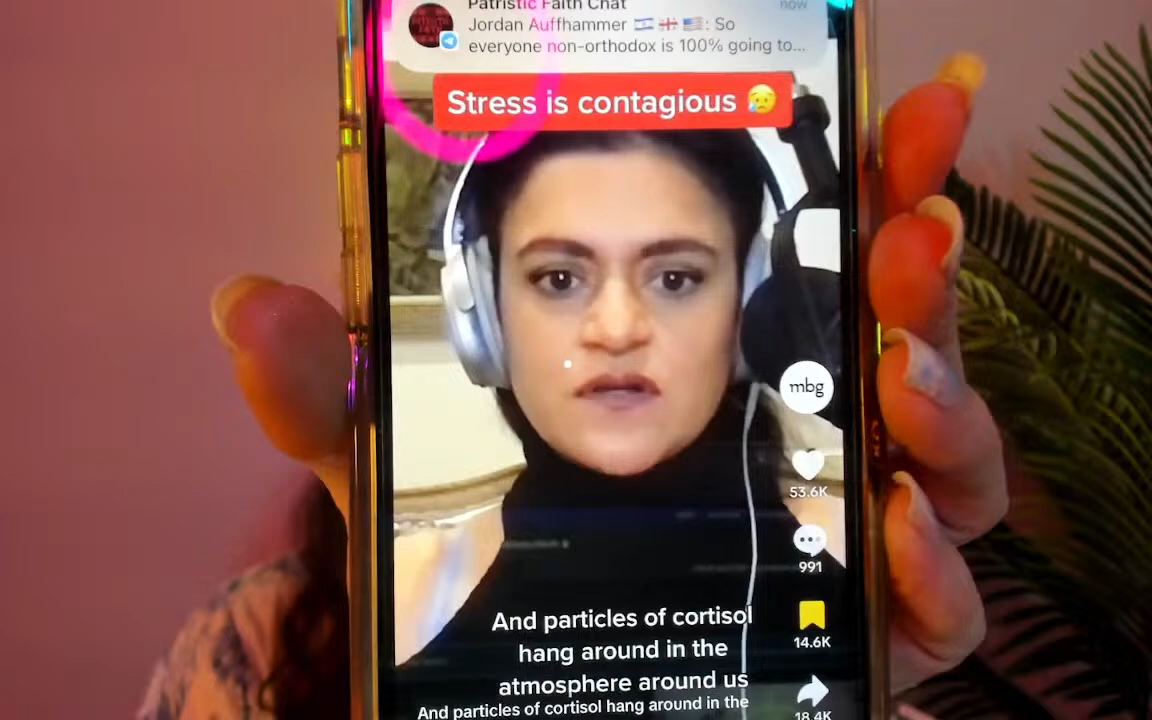 Patristic Faith Chat
now
Jordan Auffhammer 🇮🇱 🇬🇧 🇺🇸: So
everyone non-orthodox is 100% going to...
Stress is contagious 😥
mbg
53.6K
991
14.6K
And particles of cortisol
hang around in the
atmosphere around us
And particles of cortisol hang around in the
18.4K